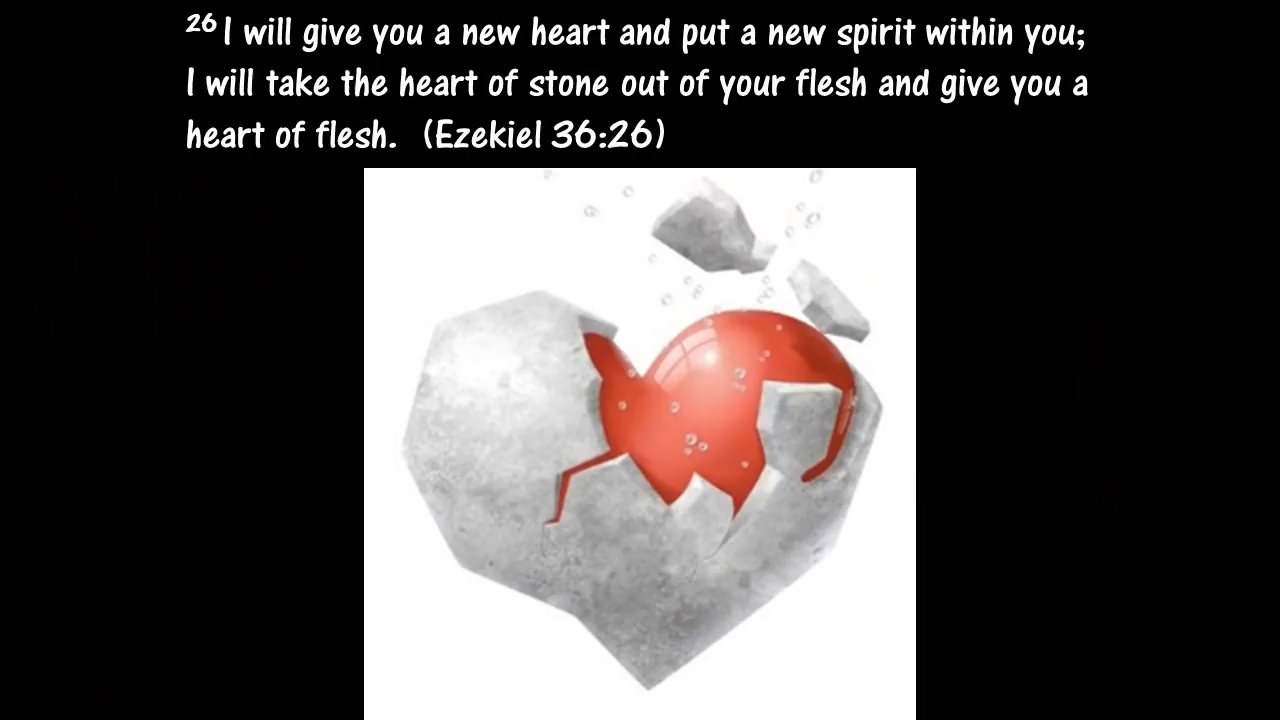 26 I will give you a new heart and put a new spirit within you;
I will take the heart of stone out of your flesh and give you a
heart of flesh. (Ezekiel 36:26)